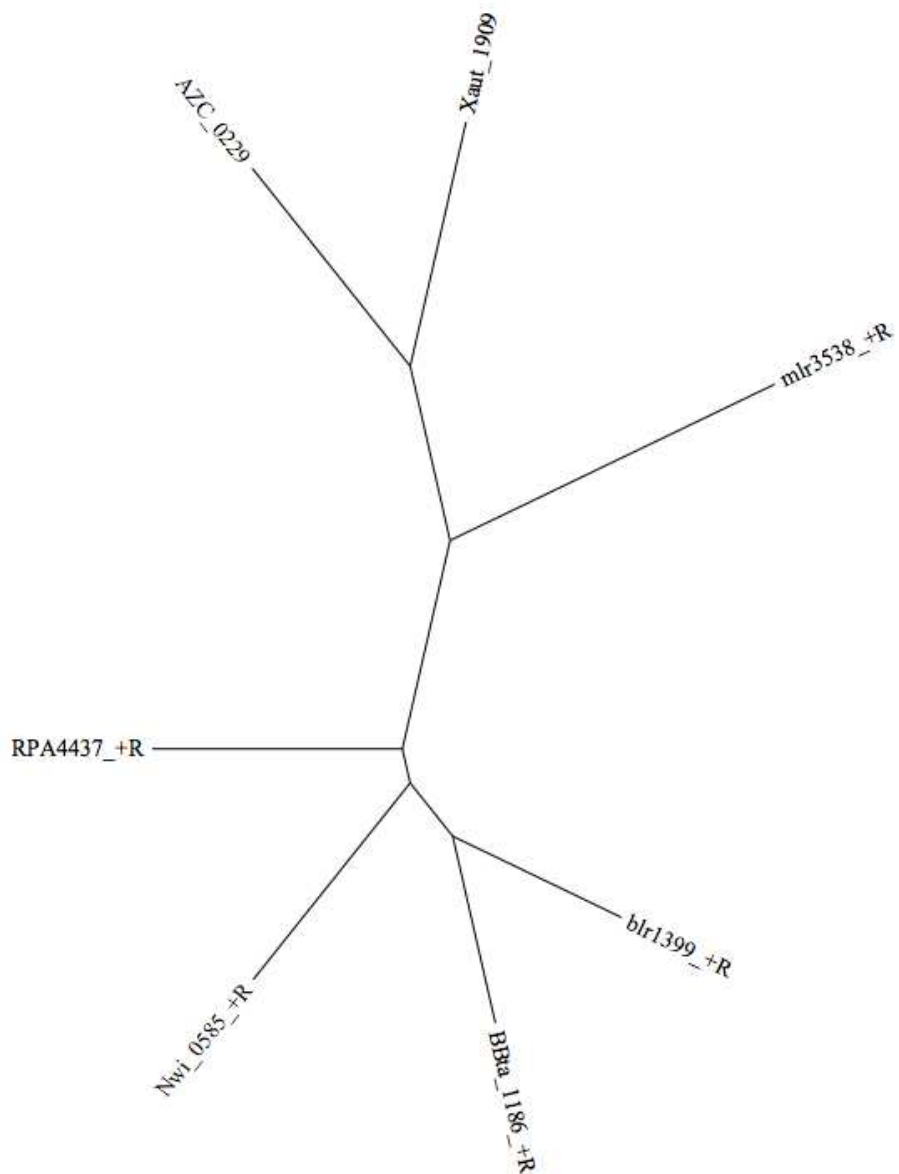 Xaut_1909
AZC_0229
mlr3538_+R
RPA4437_+R
blr1399_+R
Nwi_0585_+R
BBta_1186_+R